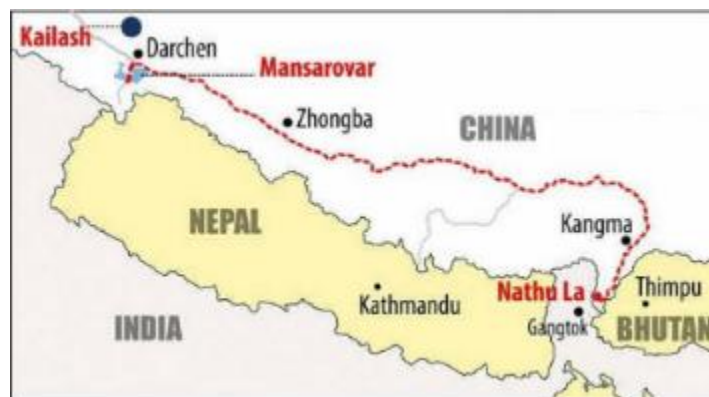 Kailash
Darchen
Mansarovar
Zhongba
CHINA
NEPAL
Kangma
Kathmandu
Nathu La
Thimpu
INDIA
Gangtok
BHUTAN